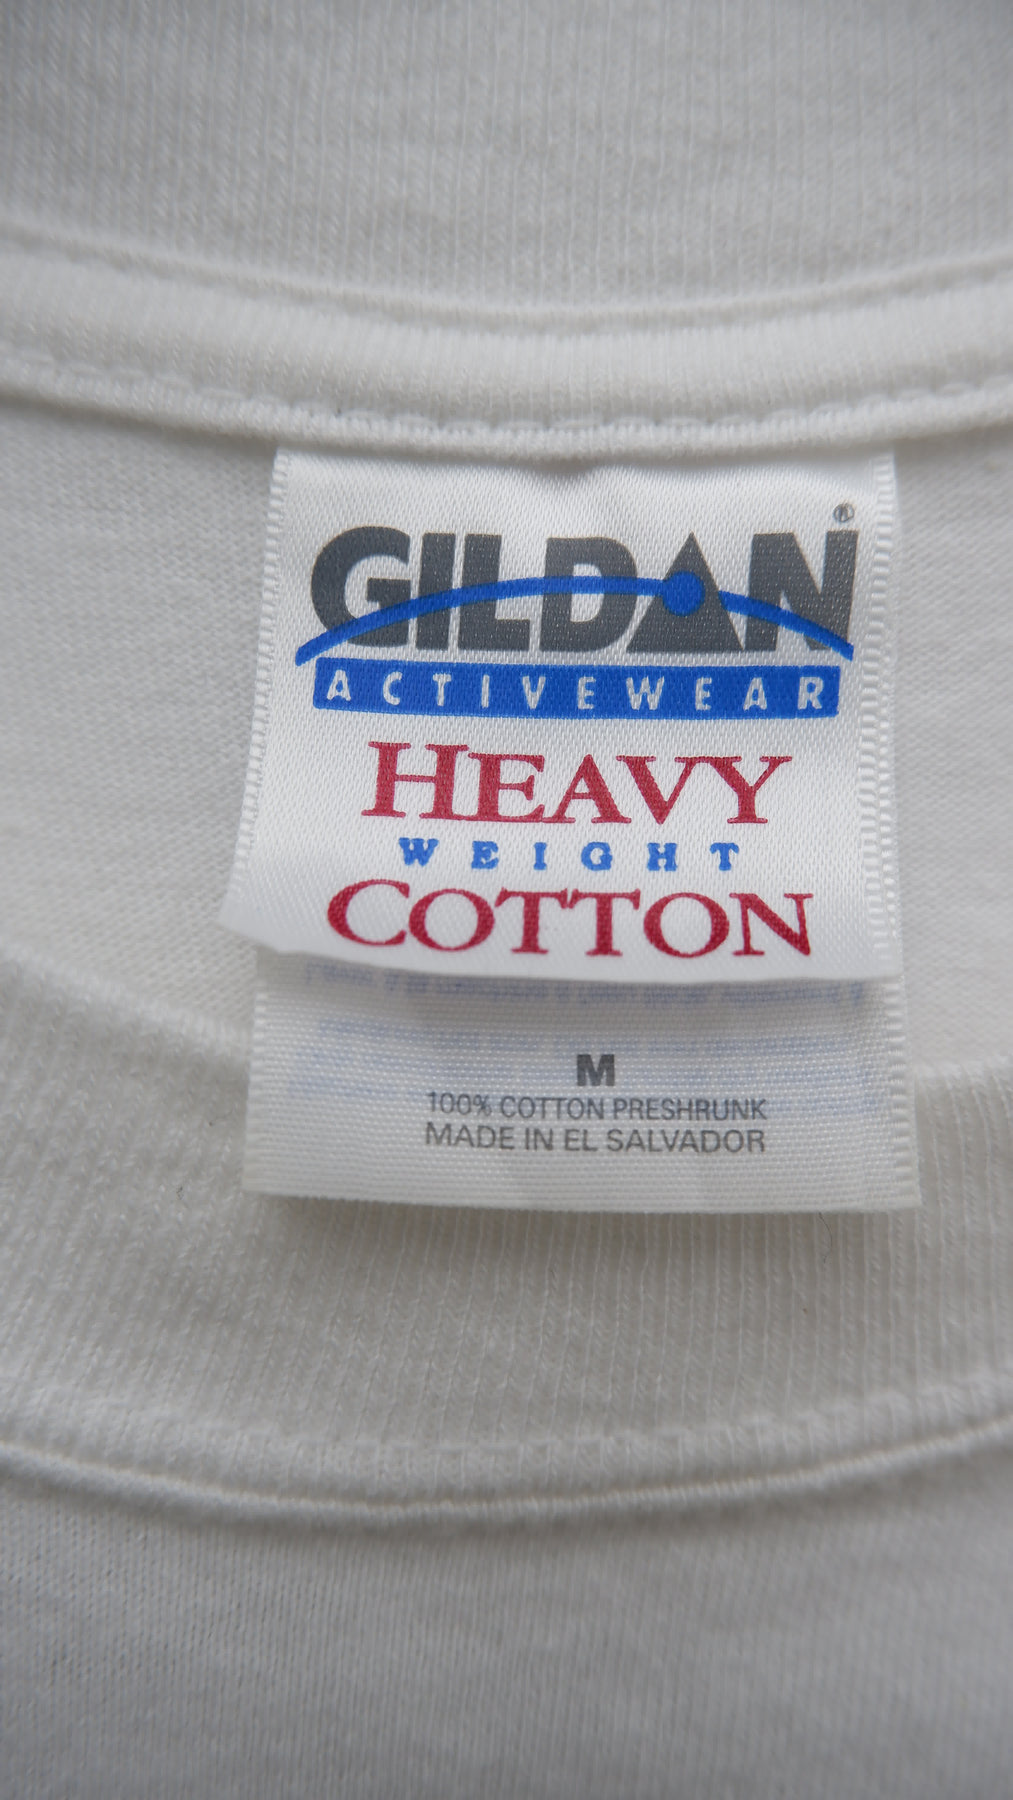 GILDAN®
ACTIVEWEAR
HEAVY
WEIGHT
COTTON
M
100% COTTON PRESHRUNK
MADE IN EL SALVADOR